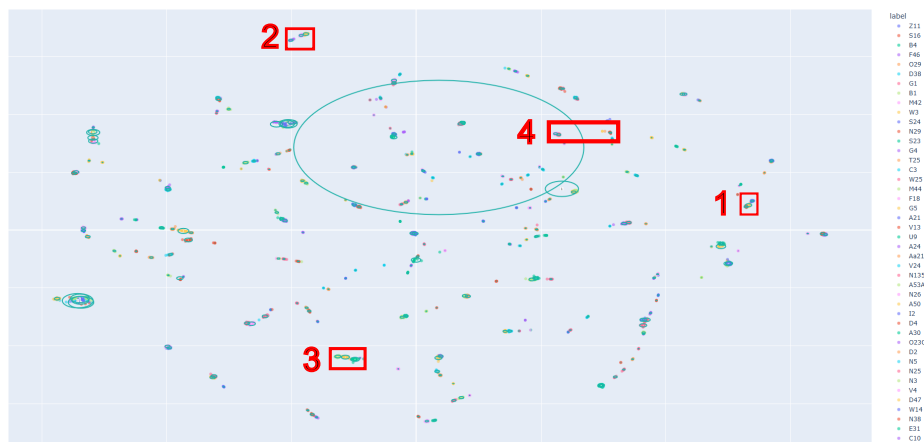 label
Z11
S16
B4
F46
O29
D38
G1
B1
M42
W3
S24
N29
S23
G4
T25
C3
W25
M44
F18
G5
A21
V13
U9
A24
Aa21
V24
N135
A53A
N26
A50
I2
D4
A30
O230
D2
N5
N25
N3
V4
D47
W14
N38
E31
C10
2
4
1
3